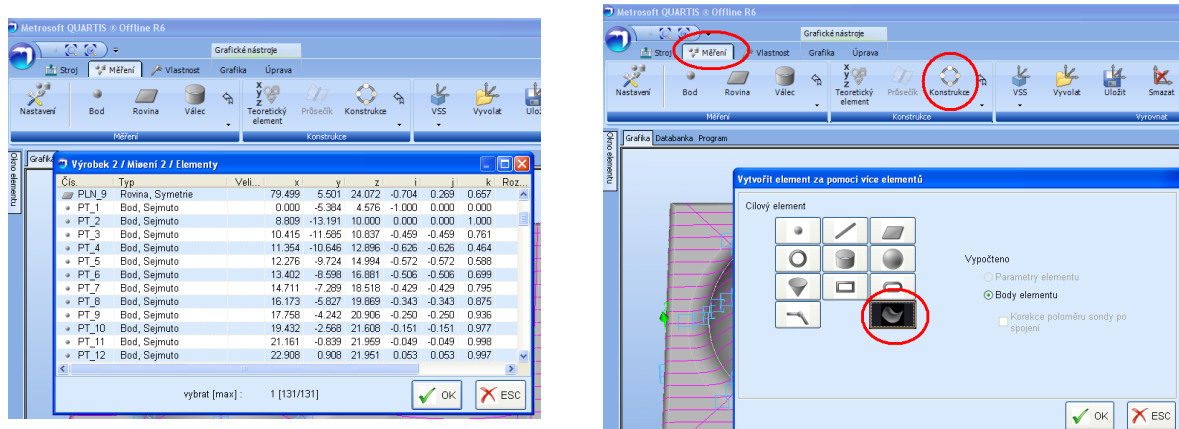 Metrosoft QUARTIS ® Offline R6
Grafické nástroje
Stroj Měření Vlastnost Grafika Úprava
Nastavení Bod Rovina Válec Teoretický element Průsečík Konstrukce VSS Vyvolat
Měření Konstrukce
Okno elementu
Výrobek 2 / Měření 2 / Elementy
Čís. Typ Veli... x y z i j k Roz...
PLN_9 Rovina, Symetrie 79.499 5.501 24.072 -0.704 0.269 0.657
PT_1 Bod, Sejmuto 0.000 -5.384 4.576 -1.000 0.000 0.000
PT_2 Bod, Sejmuto 8.809 -13.191 10.000 0.000 0.000 1.000
PT_3 Bod, Sejmuto 10.415 -11.585 10.837 -0.459 -0.459 0.761
PT_4 Bod, Sejmuto 11.354 -10.646 12.896 -0.626 -0.626 0.464
PT_5 Bod, Sejmuto 12.276 -9.724 14.994 -0.572 -0.572 0.588
PT_6 Bod, Sejmuto 13.402 -8.598 16.881 -0.506 -0.506 0.699
PT_7 Bod, Sejmuto 14.711 -7.289 18.518 -0.429 -0.429 0.795
PT_8 Bod, Sejmuto 16.173 -5.827 19.869 -0.343 -0.343 0.875
PT_9 Bod, Sejmuto 17.758 -4.242 20.906 -0.250 -0.250 0.936
PT_10 Bod, Sejmuto 19.432 -2.568 21.608 -0.151 -0.151 0.977
PT_11 Bod, Sejmuto 21.161 -0.839 21.959 -0.049 -0.049 0.998
PT_12 Bod, Sejmuto 22.908 0.908 21.951 0.053 0.053 0.997
vybrat [max] : 1 [131/131]
OK ESC
Metrosoft QUARTIS ® Offline R6
Grafické nástroje
Stroj Měření Vlastnost Grafika Úprava
Nastavení Bod Rovina Válec Teoretický element Průsečík Konstrukce VSS Vyvolat Uložit Smazat
Měření Konstrukce Vyrovnat
Okno elementu
Grafika Databanka Program
Vytvořit element za pomoci více elementů
Cílový element
Vypočteno
Parametry elementu
Body elementu
Korekce poloměru sondy po
spojení
OK ESC